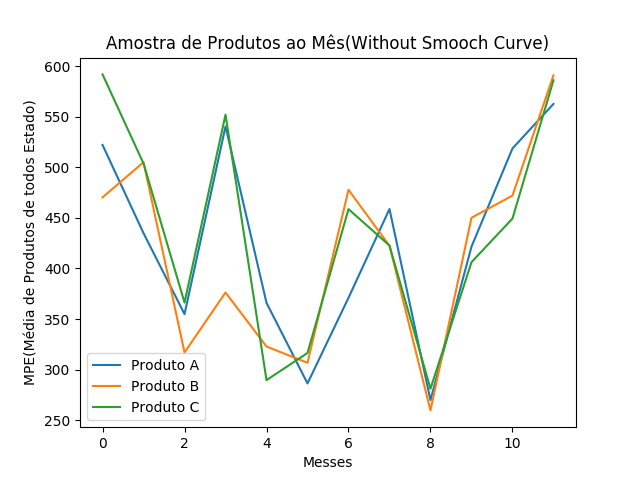 Amostra de Produtos ao Mês(Without Smooch Curve)
MPE(Média de Produtos de todos Estado)
600
550
500
450
400
350
300
250
Produto A
Produto B
Produto C
0 2 4 6 8 10
Messes